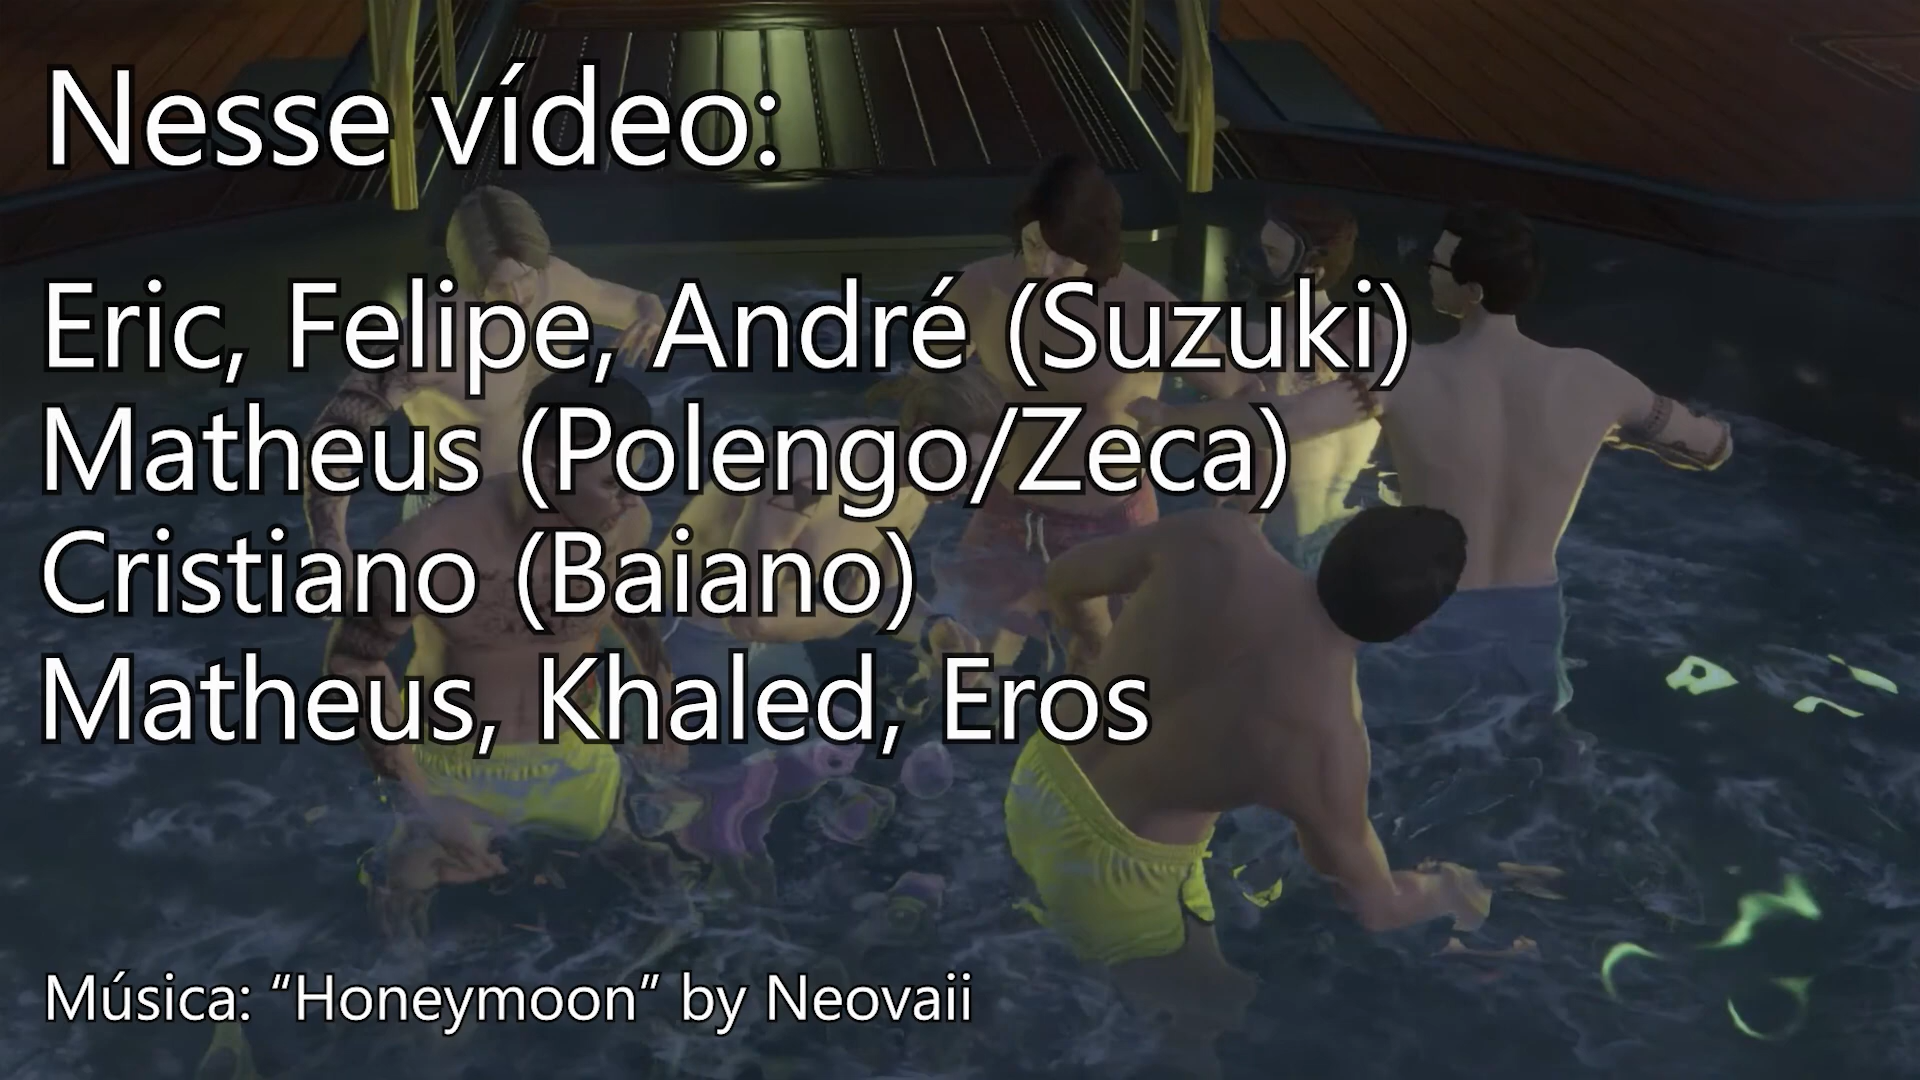 Nesse vídeo:
Eric, Felipe, André (Suzuki)
Matheus (Polengo/Zeca)
Cristiano (Baiano)
Matheus, Khaled, Eros
Música: “Honeymoon” by Neovaii